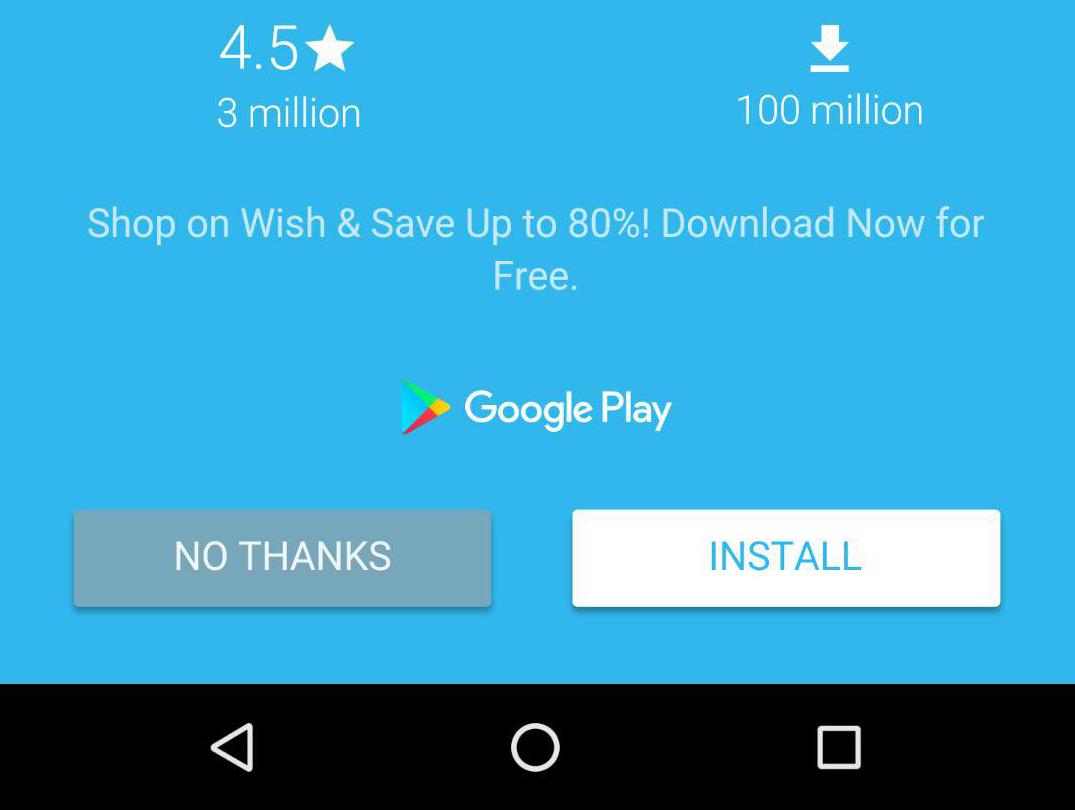 4.5★
3 million
100 million
Shop on Wish & Save Up to 80%! Download Now for
Free.
Google Play
NO THANKS
INSTALL